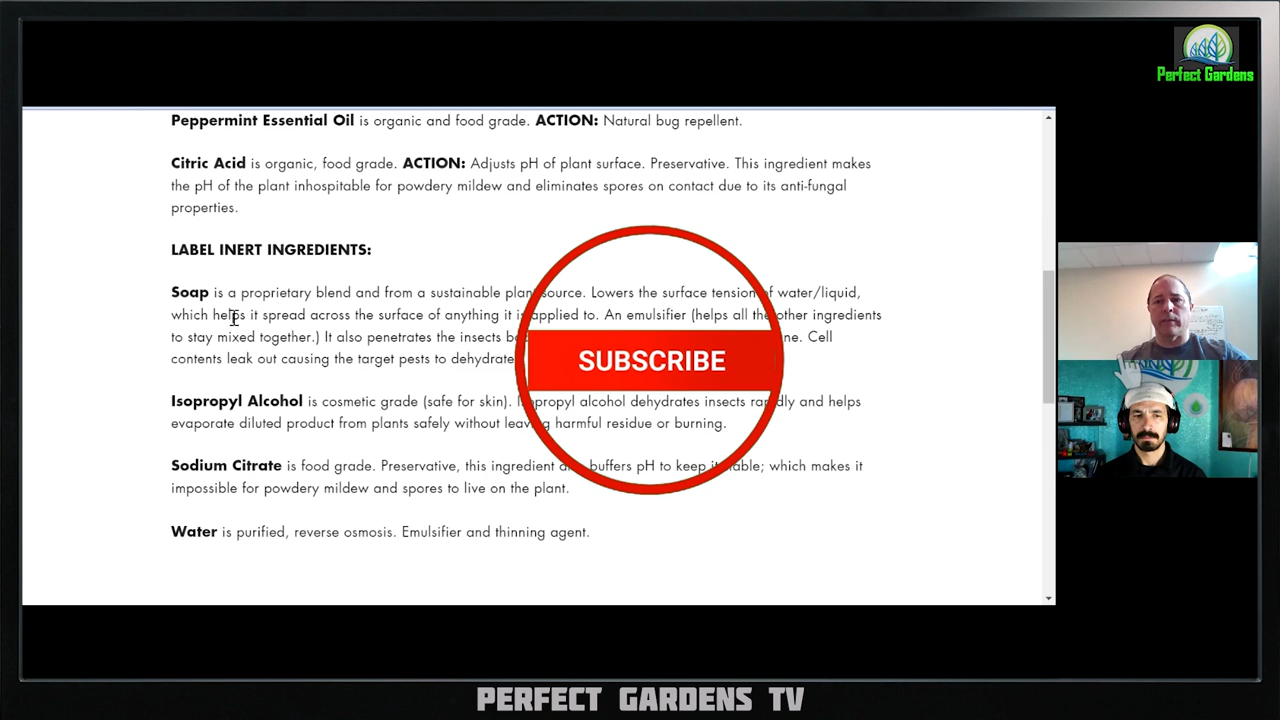 Perfect Gardens
Peppermint Essential Oil is organic and food grade. ACTION: Natural bug repellent.
Citric Acid is organic, food grade. ACTION: Adjusts pH of plant surface. Preservative. This ingredient makes
the pH of the plant inhospitable for powdery mildew and eliminates spores on contact due to its anti-fungal
properties.
LABEL INERT INGREDIENTS:
Soap is a proprietary blend and from a sustainable plant source. Lowers the surface tension of water/liquid,
which helps it spread across the surface of anything it is applied to. An emulsifier (helps all the other ingredients
to stay mixed together.) It also penetrates the insects Cell
contents leak out causing the target pests to dehydrate
SUBSCRIBE
Isopropyl Alcohol is cosmetic grade (safe for skin). Isopropyl alcohol dehydrates insects rapidly and helps
evaporate diluted product from plants safely without leaving harmful residue or burning.
Sodium Citrate is food grade. Preservative, this ingredient also buffers pH to keep it stable; which makes it
impossible for powdery mildew and spores to live on the plant.
Water is purified, reverse osmosis. Emulsifier and thinning agent.
PERFECT GARDENS TV